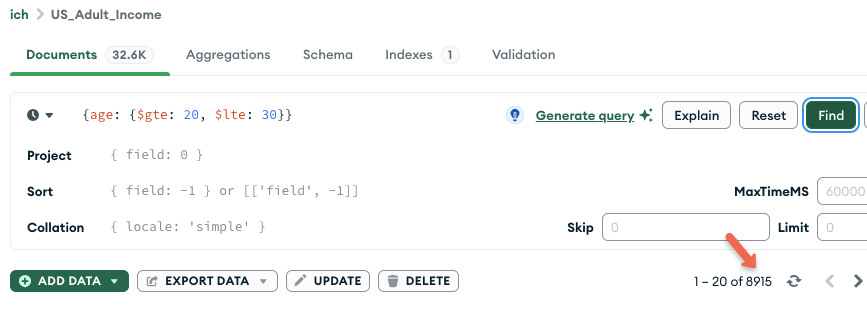 ich > US_Adult_Income
Documents 32.6K Aggregations Schema Indexes 1 Validation
{age: {$gte: 20, $lte: 30}} Generate query Explain Reset Find
Project { field: 0 }
Sort { field: -1 } or [['field', -1]] MaxTimeMS 60000
Collation { locale: 'simple' } Skip 0 Limit 0
ADD DATA EXPORT DATA UPDATE DELETE 1 – 20 of 8915